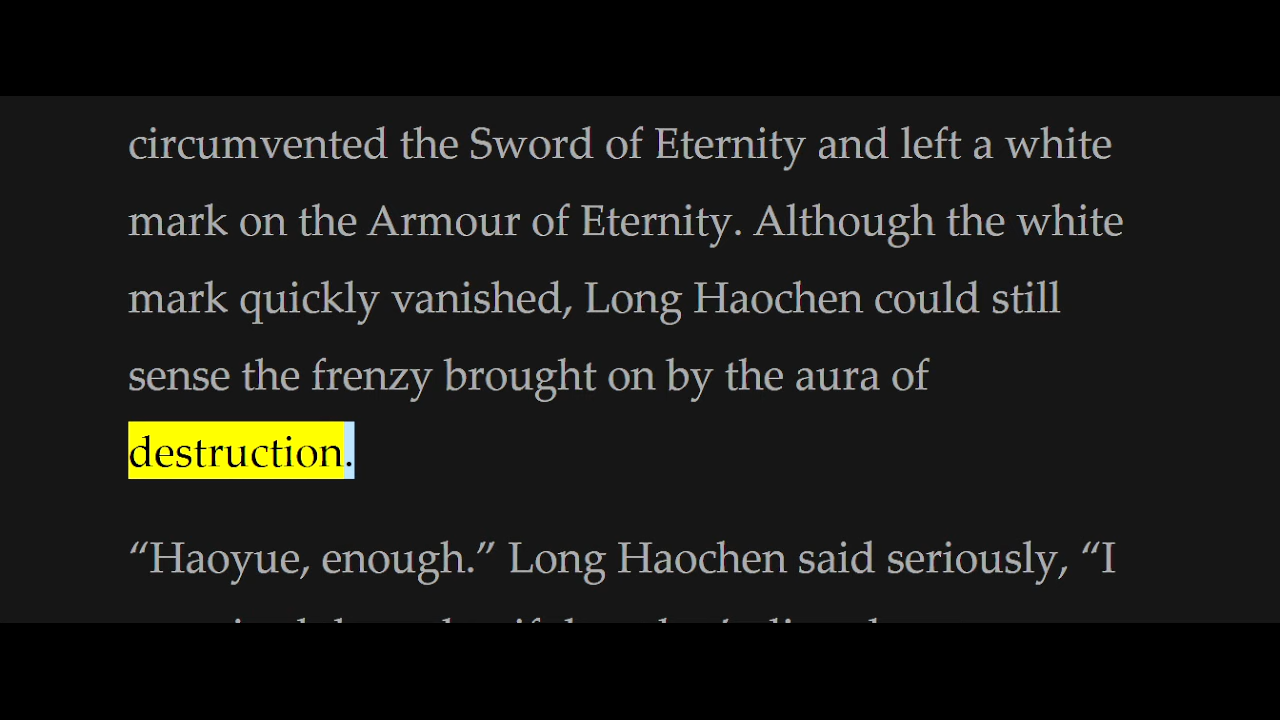 circumvented the Sword of Eternity and left a white
mark on the Armour of Eternity. Although the white
mark quickly vanished, Long Haochen could still
sense the frenzy brought on by the aura of
destruction.
“Haoyue, enough.” Long Haochen said seriously, “I